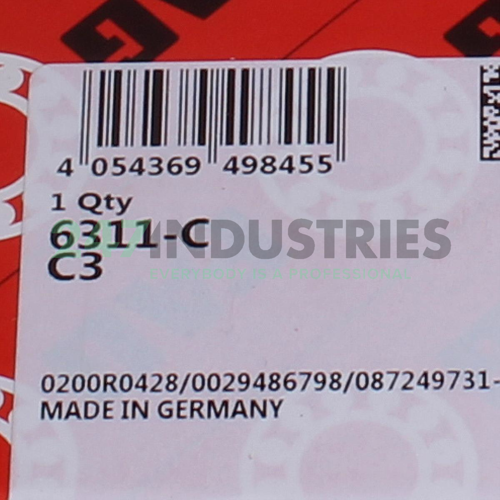 4 054369 498455
1 Qty
6311-C
INDUSTRIES
C3
0200R0428/0029486798/087249731-
MADE IN GERMANY